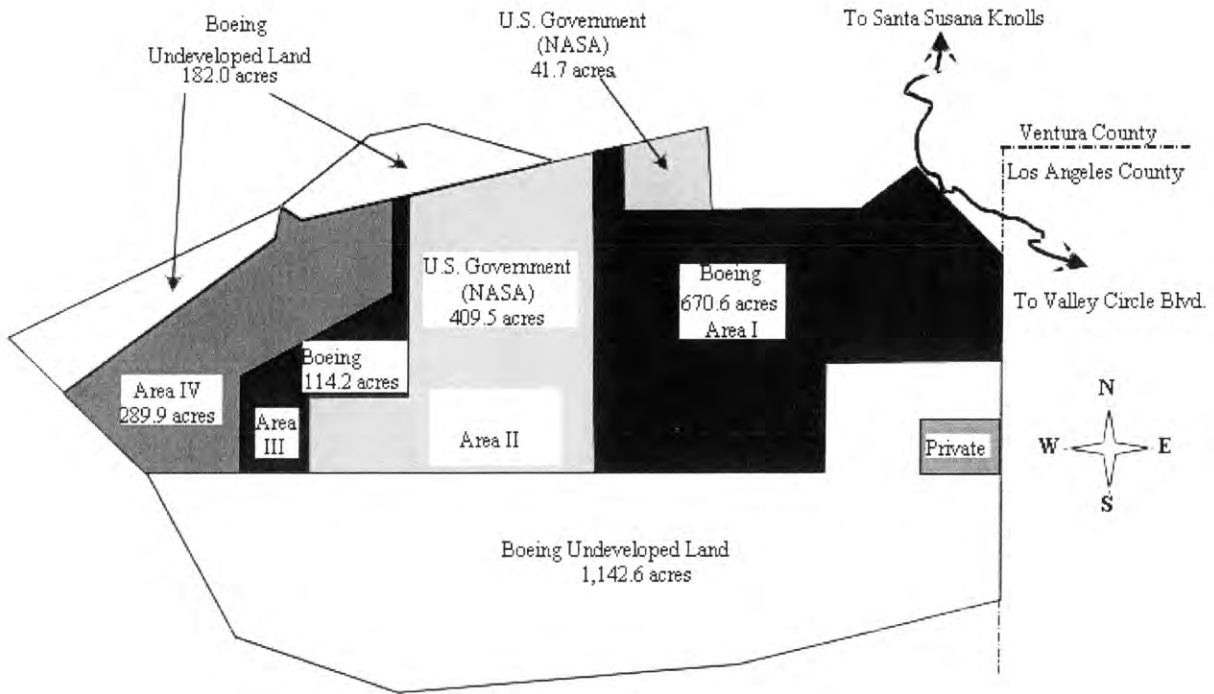 Boeing
Undeveloped Land
182.0 acres
U.S. Government
(NASA)
41.7 acres
To Santa Susana Knolls
Ventura County
Los Angeles County
To Valley Circle Blvd.
U.S. Government
(NASA)
409.5 acres
Boeing
670.6 acres
Area I
Boeing
114.2 acres
Area IV
289.9 acres
Area
III
Area II
Private
N
W
E
S
Boeing Undeveloped Land
1,142.6 acres